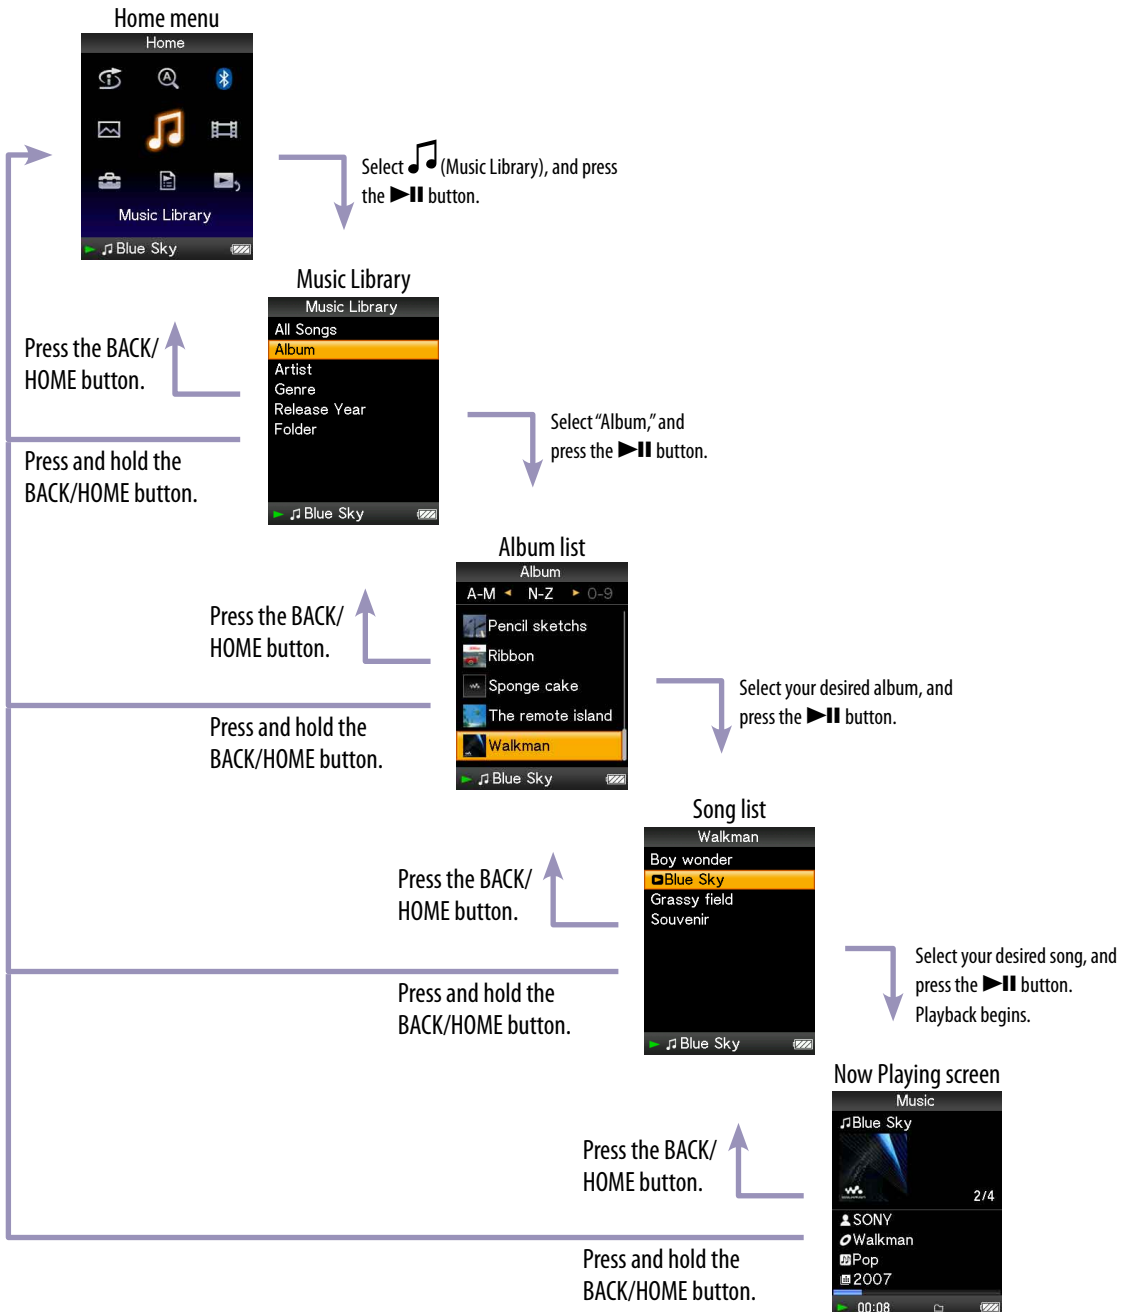 Home menu
Home
Music Library
Blue Sky
Select (Music Library), and press
the ►II button.
Music Library
Music Library
All Songs
Album
Artist
Genre
Release Year
Folder
Blue Sky
Press the BACK/
HOME button.
Press and hold the
BACK/HOME button.
Select “Album,” and
press the ►II button.
Album list
Album
A-M N-Z 0-9
Pencil sketchs
Ribbon
Sponge cake
The remote island
Walkman
Blue Sky
Press the BACK/
HOME button.
Press and hold the
BACK/HOME button.
Select your desired album, and
press the ►II button.
Song list
Walkman
Boy wonder
Blue Sky
Grassy field
Souvenir
Blue Sky
Press the BACK/
HOME button.
Press and hold the
BACK/HOME button.
Select your desired song, and
press the ►II button.
Playback begins.
Now Playing screen
Music
Blue Sky
2/4
SONY
Walkman
Pop
2007
00:08
Press the BACK/
HOME button.
Press and hold the
BACK/HOME button.